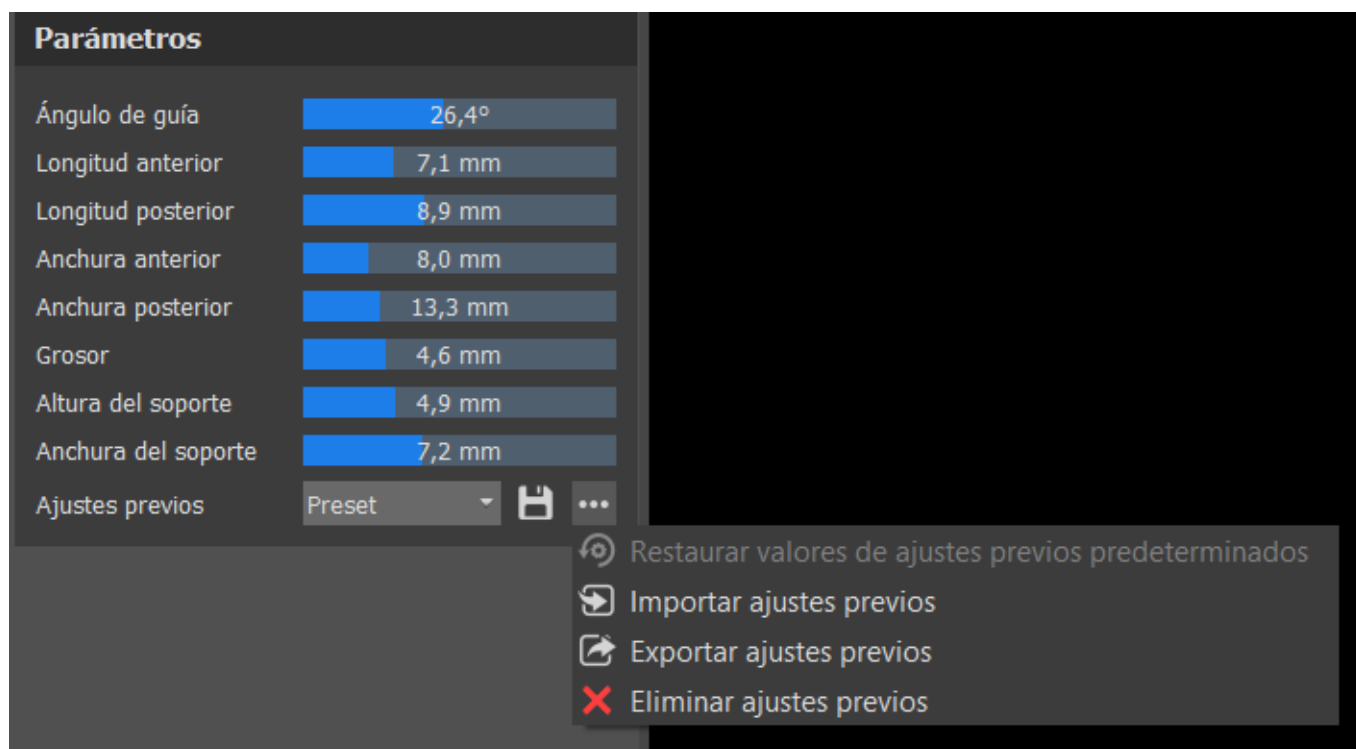 Parámetros
Ángulo de guía 26,4º
Longitud anterior 7,1 mm
Longitud posterior 8,9 mm
Anchura anterior 8,0 mm
Anchura posterior 13,3 mm
Grosor 4,6 mm
Altura del soporte 4,9 mm
Anchura del soporte 7,2 mm
Ajustes previos Preset
Restaurar valores de ajustes previos predeterminados
Importar ajustes previos
Exportar ajustes previos
Eliminar ajustes previos